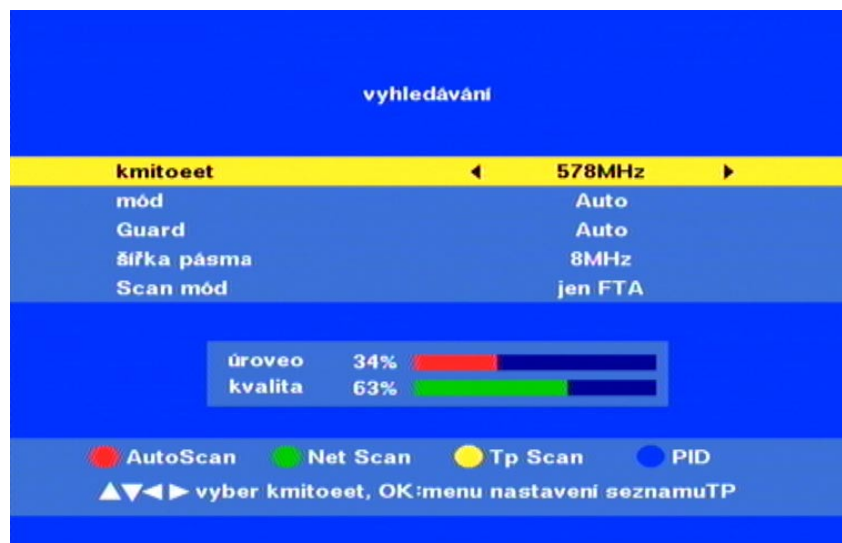 vyhledávání
kmitoeet 578MHz
mód Auto
Guard Auto
šířka pásma 8MHz
Scan mód jen FTA
úroveo 34%
kvalita 63%
AutoScan Net Scan Tp Scan PID
vyber kmitoeet, OK:menu nastavení seznamuTP